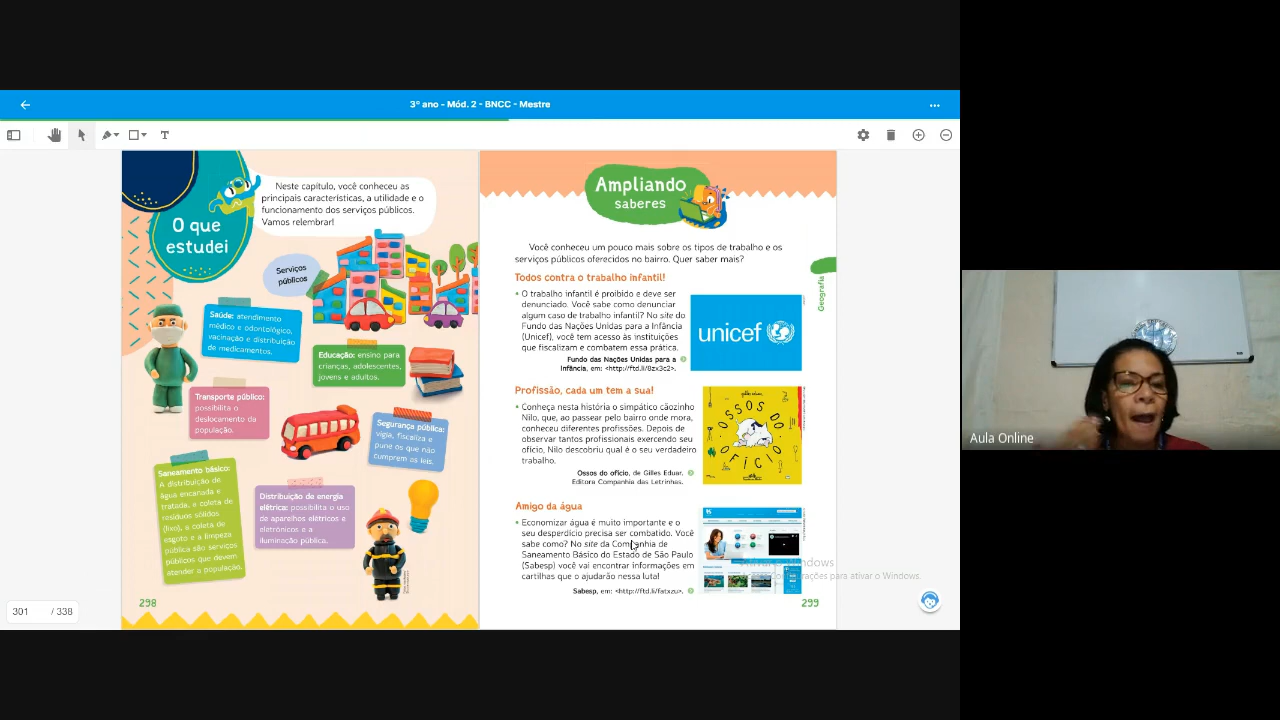 3º ano - Mód. 2 - BNCC - Mestre
T
O que
estudei
Neste capítulo, você conheceu as
principais características, a utilidade e o
funcionamento dos serviços públicos.
Vamos relembrar!
Serviços
públicos
Saúde: atendimento
médico e odontológico,
vacinação e distribuição
de medicamentos.
Educação: ensino para
crianças, adolescentes,
jovens e adultos.
Transporte público:
possibilita o
deslocamento da
população.
Segurança pública:
vigia, fiscaliza e
pune os que não
cumprem as leis.
Saneamento básico:
A distribuição de
água encanada e
tratada, a coleta de
resíduos sólidos
(lixo), a coleta de
esgoto e a limpeza
pública são serviços
públicos que devem
atender a população.
Distribuição de energia
elétrica: possibilita o uso
de aparelhos elétricos e
eletrônicos e a
iluminação pública.
298
Ampliando
saberes
Você conheceu um pouco mais sobre os tipos de trabalho e os
serviços públicos oferecidos no bairro. Quer saber mais?
Todos contra o trabalho infantil!
• O trabalho infantil é proibido e deve ser
denunciado. Você sabe como denunciar
algum caso de trabalho infantil? No site do
Fundo das Nações Unidas para a Infância
(Unicef), você tem acesso às instituições
que fiscalizam e combatem essa prática.
Fundo das Nações Unidas para a
Infância, em: <http://ftd.li/8zx3c2>.
unicef
Profissão, cada um tem a sua!
• Conheça nesta história o simpático cãozinho
Nilo, que, ao passear pelo bairro onde mora,
conheceu diferentes profissões. Depois de
observar tantos profissionais exercendo seu
ofício, Nilo descobriu qual é o seu verdadeiro
trabalho.
Ossos do ofício, de Gilles Eduar.
Editora Companhia das Letrinhas.
gilles eduar
OSSOS DO
OFÍCIO
Amigo da água
• Economizar água é muito importante e o
seu desperdício precisa ser combatido. Você
sabe como? No site da Companhia de
Saneamento Básico do Estado de São Paulo
(Sabesp) você vai encontrar informações em
cartilhas que o ajudarão nessa luta!
Sabesp, em: <http://ftd.li/fatxzu>.
Geografia
299
301 / 338
Ativar o Windows
para ativar o Windows.
Aula Online